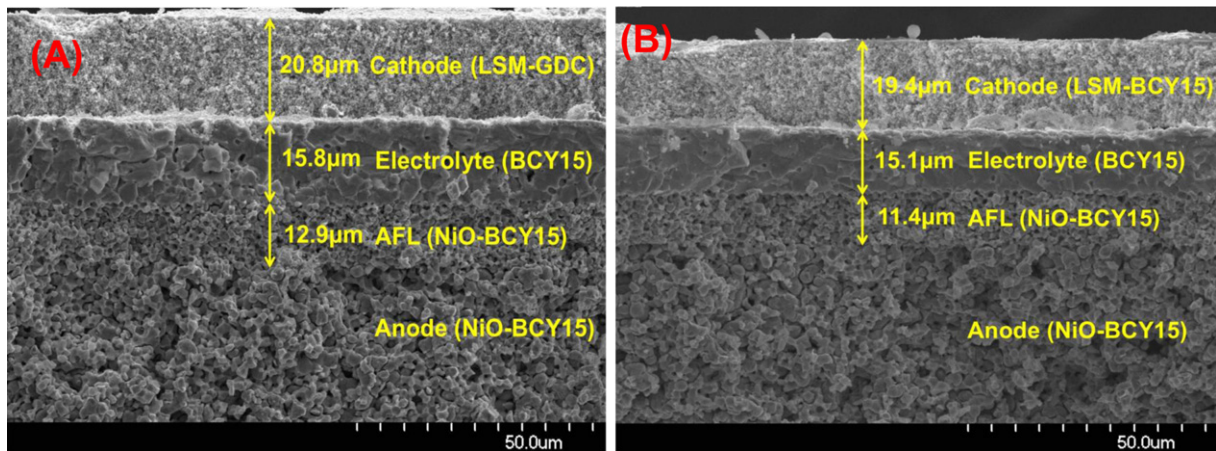 (A)
20.8µm Cathode (LSM-GDC)
15.8µm Electrolyte (BCY15)
12.9µm AFL (NiO-BCY15)
Anode (NiO-BCY15)
50.0um
(B)
19.4µm Cathode (LSM-BCY15)
15.1µm Electrolyte (BCY15)
11.4µm AFL (NiO-BCY15)
Anode (NiO-BCY15)
50.0um